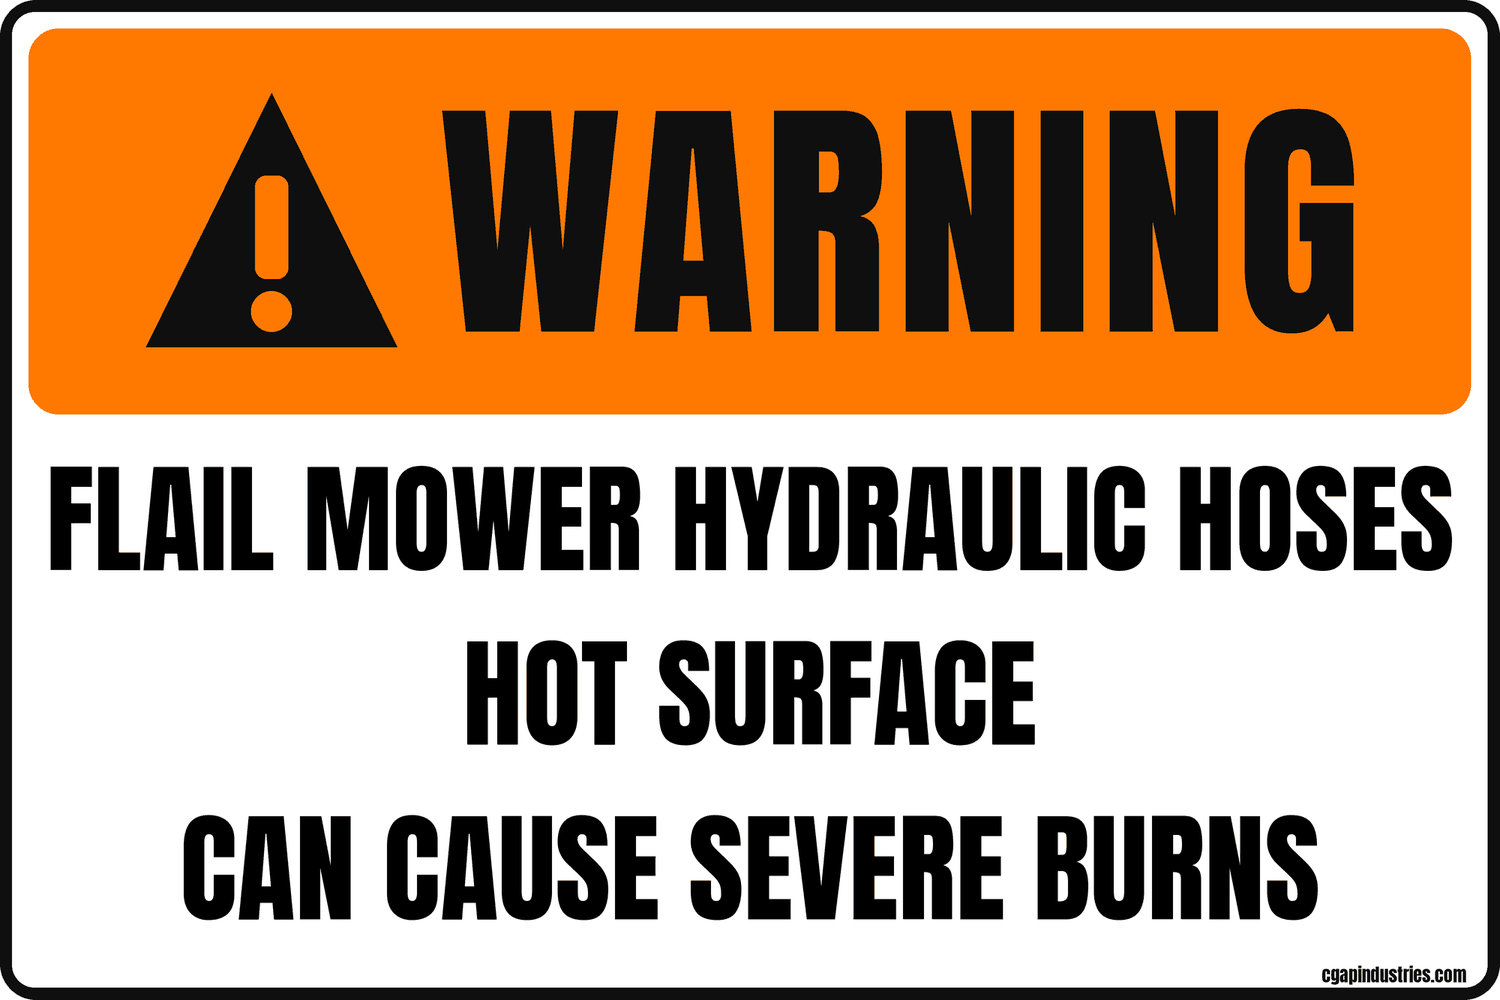 WARNING
FLAIL MOWER HYDRAULIC HOSES
HOT SURFACE
CAN CAUSE SEVERE BURNS
cgapindustries.com